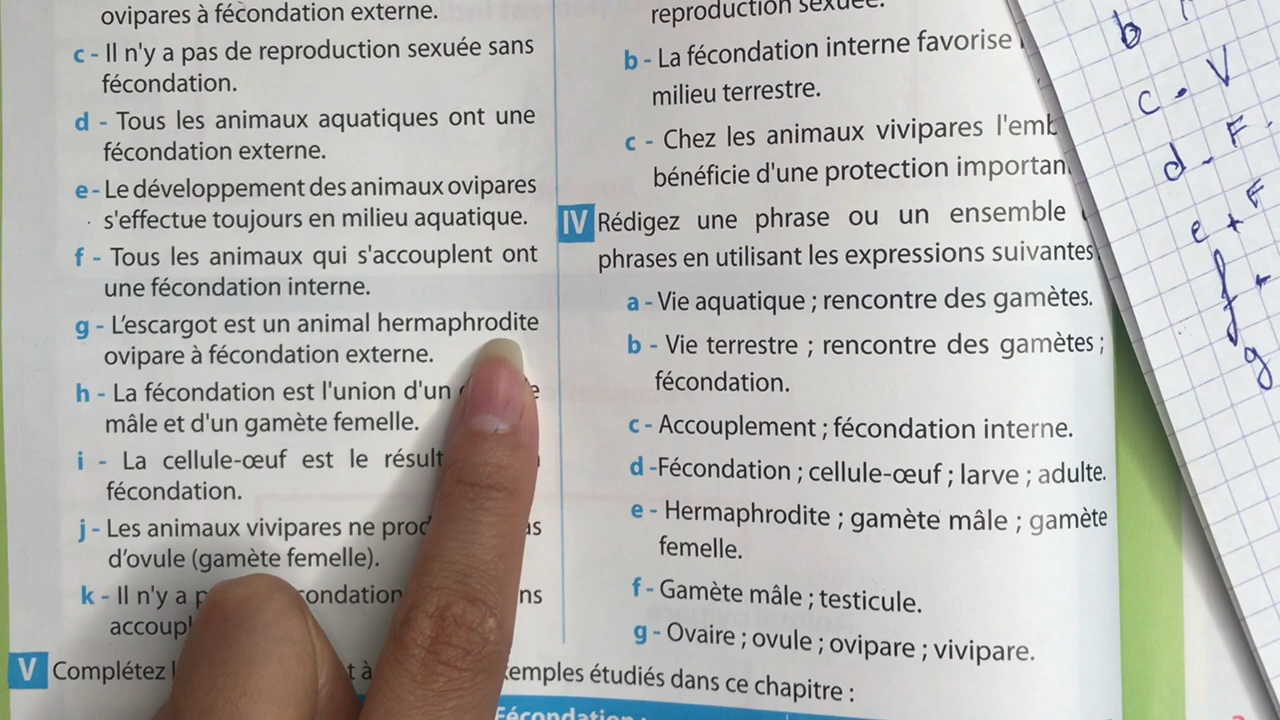 ovipares à fécondation externe.
c - Il n'y a pas de reproduction sexuée sans
fécondation.
d - Tous les animaux aquatiques ont une
fécondation externe.
e - Le développement des animaux ovipares
s'effectue toujours en milieu aquatique.
f - Tous les animaux qui s'accouplent ont
une fécondation interne.
g - L'escargot est un animal hermaphrodite
ovipare à fécondation externe.
h - La fécondation est l'union d'un
mâle et d'un gamète femelle.
i - La cellule-œuf est le
fécondation.
j - Les animaux vivipares ne
d'ovule (gamète femelle).
k - Il n'y a
V Complétez
exemples étudiés dans ce chapitre :
Fécondation
reproduction sexuée.
b - La fécondation interne favorise
milieu terrestre.
c - Chez les animaux vivipares
bénéficie d'une protection
IV Rédigez une phrase ou un ensemble
phrases en utilisant les expressions suivantes
a - Vie aquatique ; rencontre des gamètes.
b - Vie terrestre ; rencontre des gamètes ;
fécondation.
c - Accouplement ; fécondation interne.
d - Fécondation ; cellule-œuf ; larve ; adulte.
e - Hermaphrodite ; gamète mâle ; gamète
femelle.
f - Gamète mâle ; testicule.
g - Ovaire ; ovule ; ovipare ; vivipare.
b
c - V
d - F
e + F
f -
g